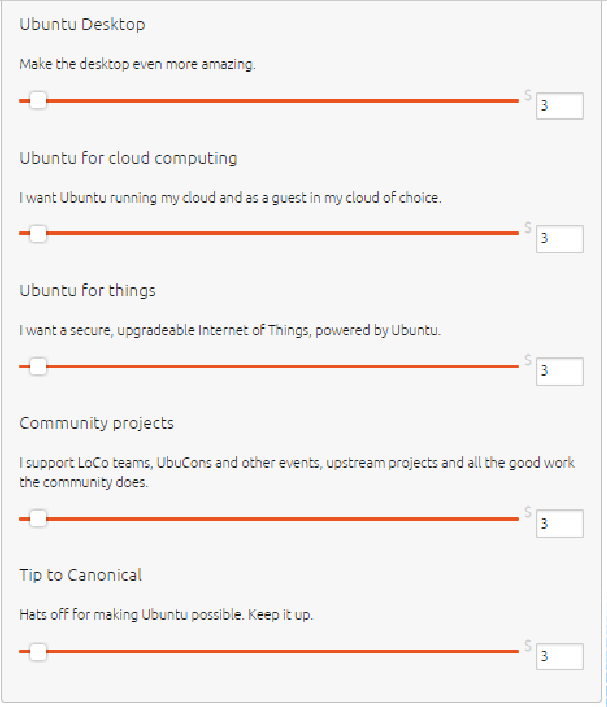 Ubuntu Desktop
Make the desktop even more amazing.
$ 3
Ubuntu for cloud computing
I want Ubuntu running my cloud and as a guest in my cloud of choice.
$ 3
Ubuntu for things
I want a secure, upgradeable Internet of Things, powered by Ubuntu.
$ 3
Community projects
I support LoCo teams, UbuCons and other events, upstream projects and all the good work
the community does.
$ 3
Tip to Canonical
Hats off for making Ubuntu possible. Keep it up.
$ 3